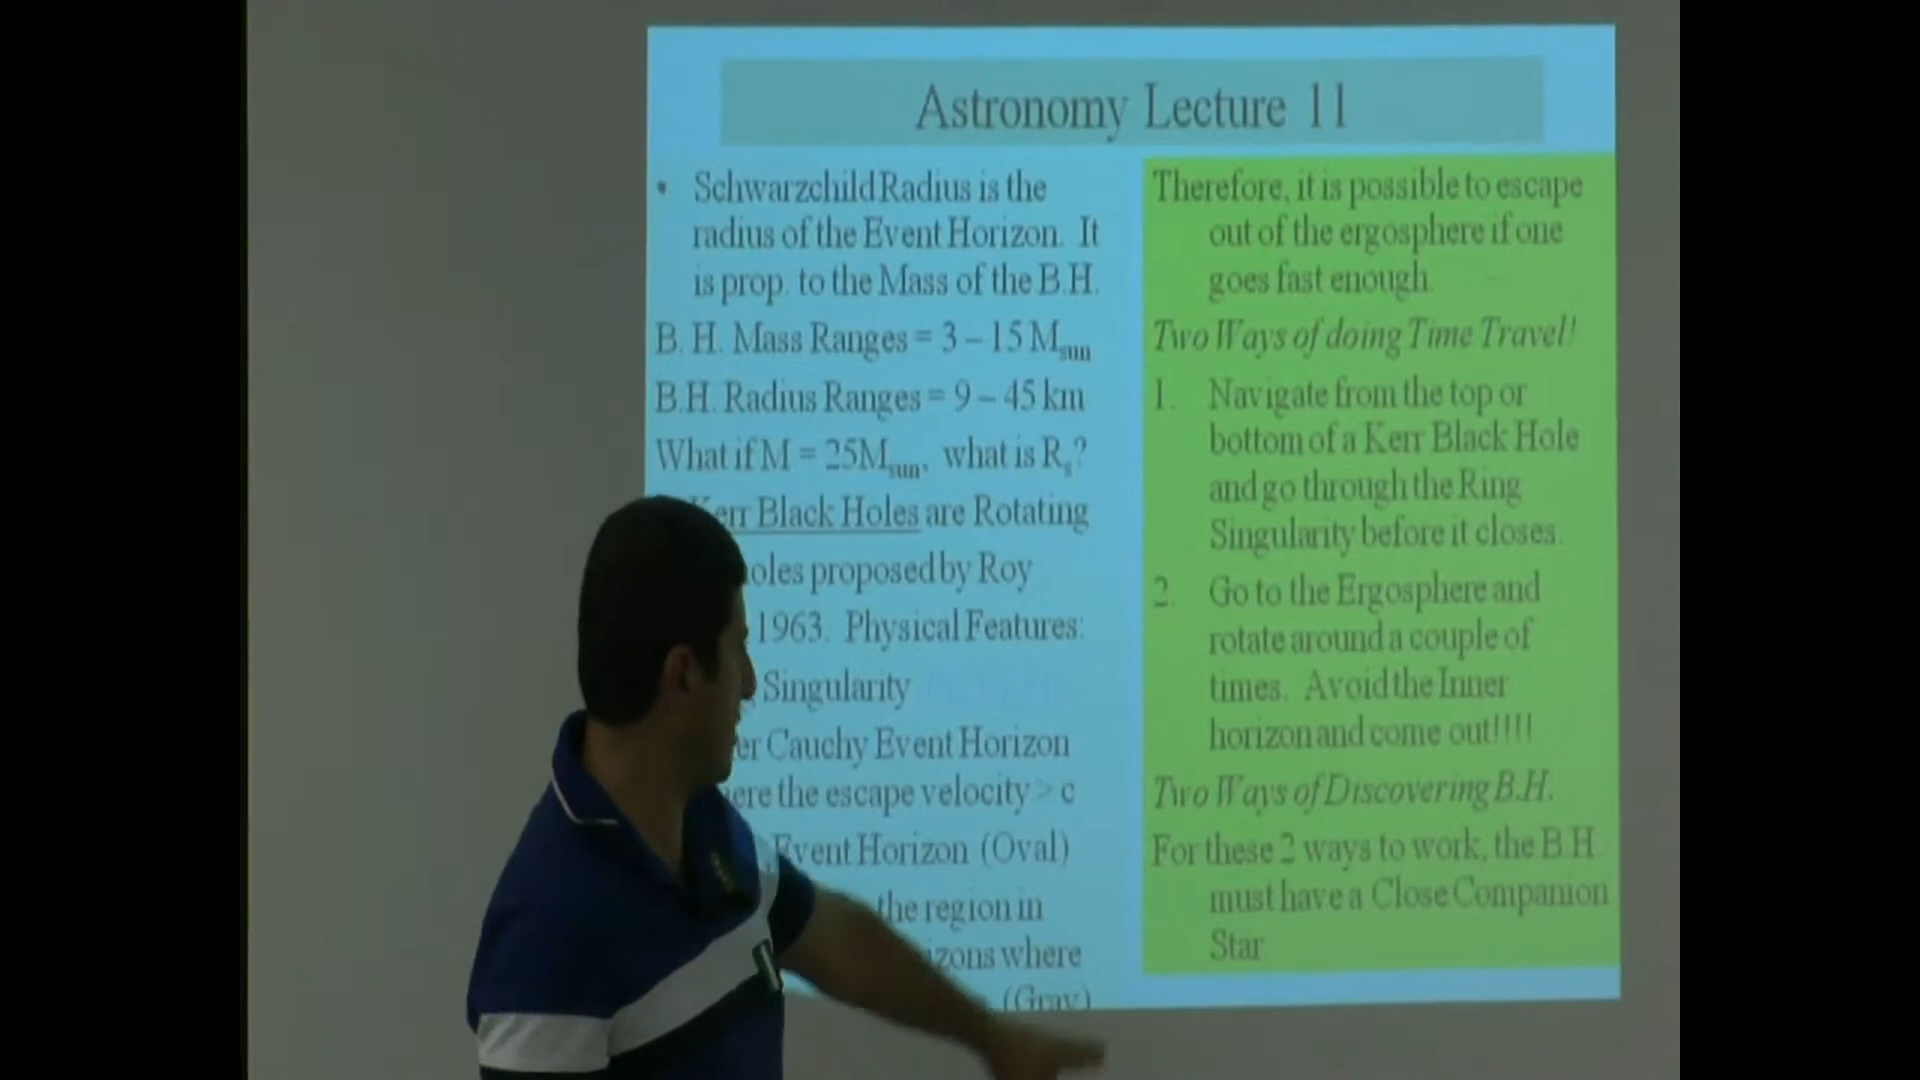 Astronomy Lecture 11
• Schwarzchild Radius is the
radius of the Event Horizon. It
is prop. to the Mass of the B.H.
B. H. Mass Ranges = 3 – 15 Msun
B.H. Radius Ranges = 9 – 45 km
What if M = 25Msun, what is Rs?
Kerr Black Holes are Rotating
oles proposed by Roy
1963. Physical Features:
Singularity
er Cauchy Event Horizon
ere the escape velocity > c
Event Horizon (Oval)
the region in
izons where
(Grav)
Therefore, it is possible to escape
out of the ergosphere if one
goes fast enough.
Two Ways of doing Time Travel!
1. Navigate from the top or
bottom of a Kerr Black Hole
and go through the Ring
Singularity before it closes.
2. Go to the Ergosphere and
rotate around a couple of
times. Avoid the Inner
horizon and come out!!!!
Two Ways of Discovering B.H.
For these 2 ways to work, the B.H.
must have a Close Companion
Star